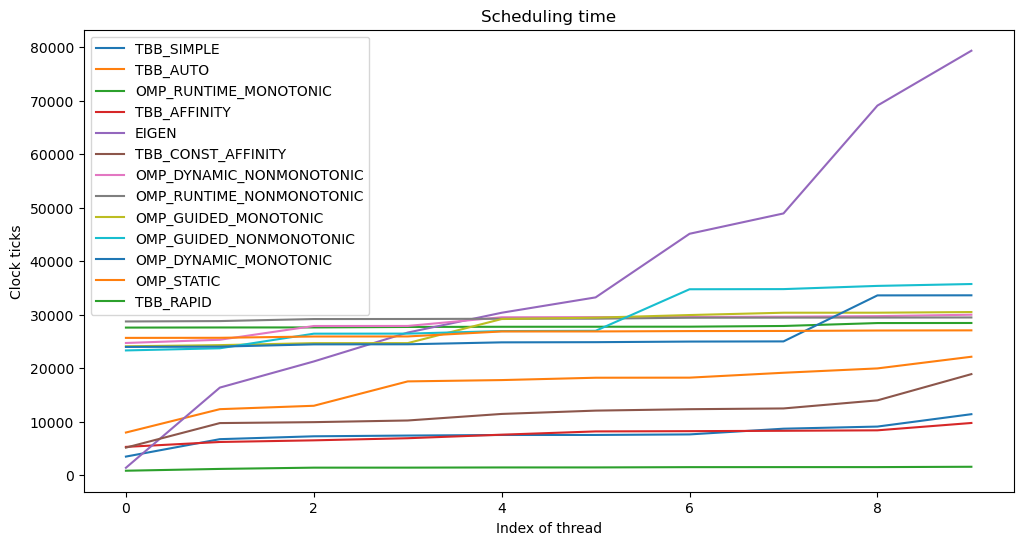 Scheduling time
80000
70000
60000
50000
40000
30000
20000
10000
0
Clock ticks
TBB_SIMPLE
TBB_AUTO
OMP_RUNTIME_MONOTONIC
TBB_AFFINITY
EIGEN
TBB_CONST_AFFINITY
OMP_DYNAMIC_NONMONOTONIC
OMP_RUNTIME_NONMONOTONIC
OMP_GUIDED_MONOTONIC
OMP_GUIDED_NONMONOTONIC
OMP_DYNAMIC_MONOTONIC
OMP_STATIC
TBB_RAPID
0 2 4 6 8
Index of thread